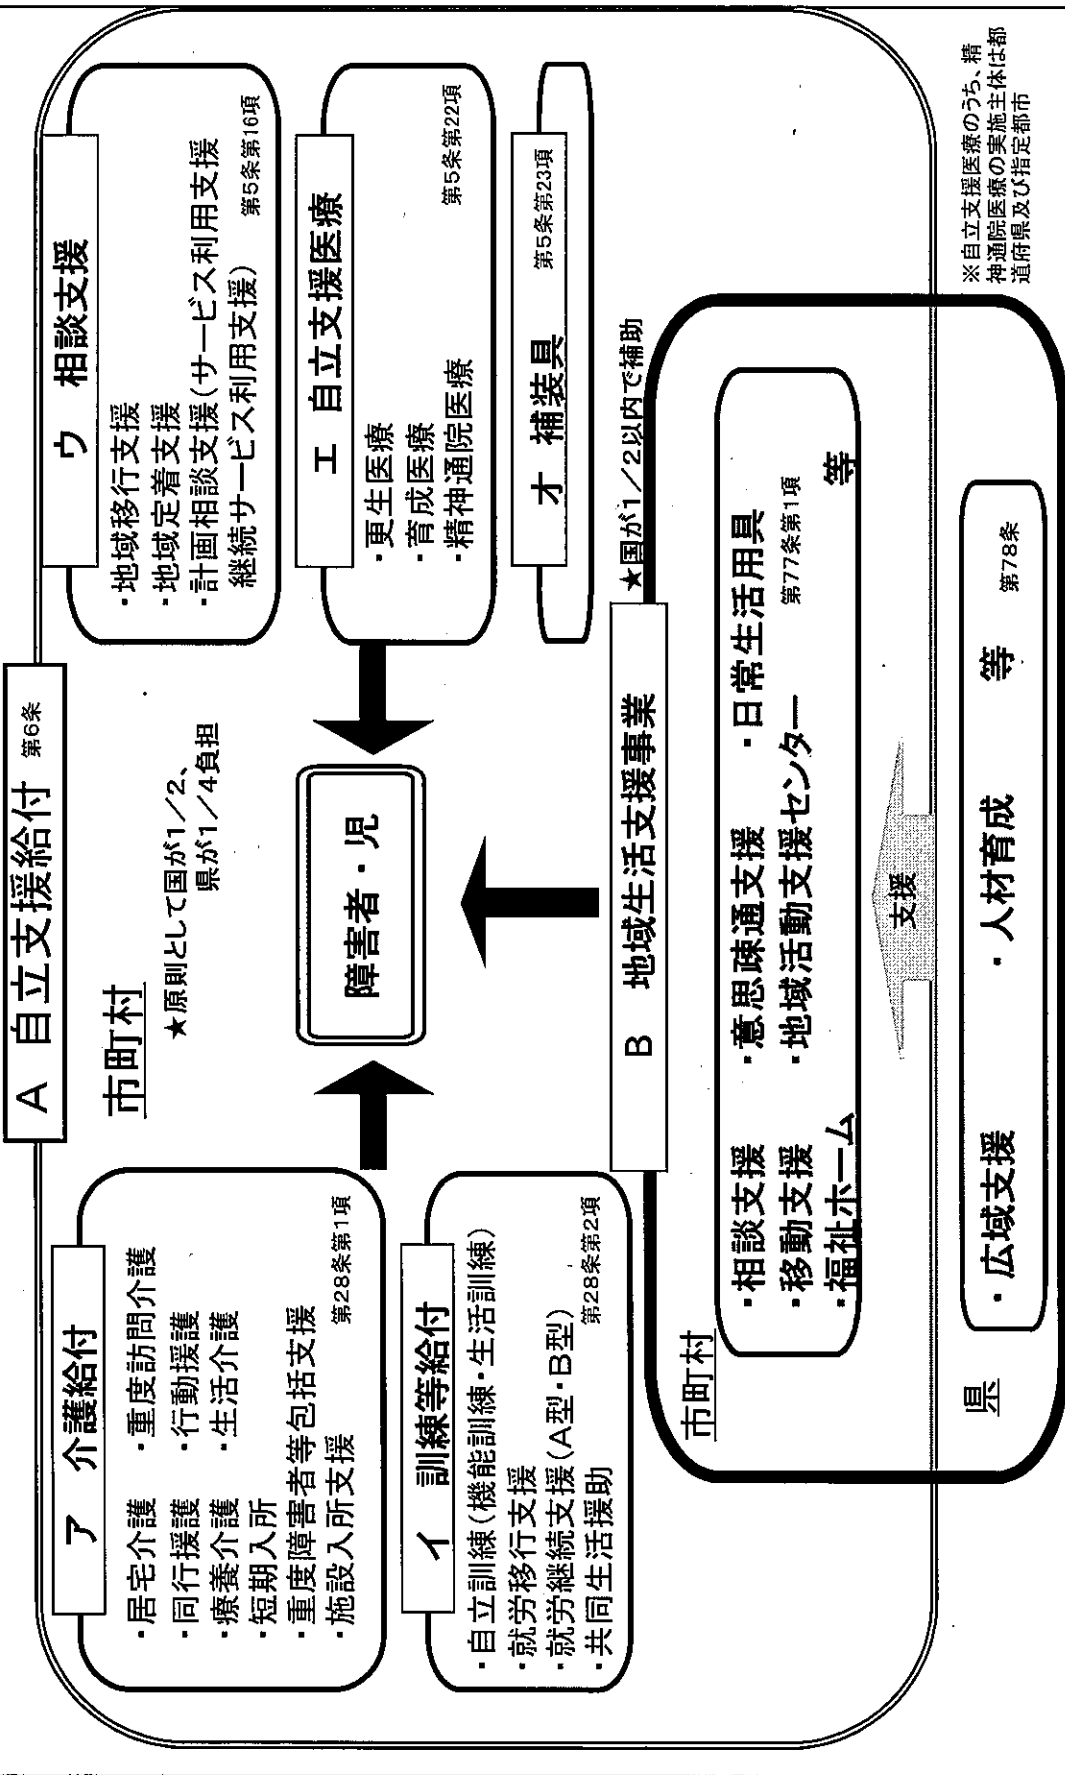 A 自立支援給付 第6条
市町村
★原則として国が1/2、
県が1/4負担
ア 介護給付
・居宅介護 ・重度訪問介護
・同行援護 ・行動援護
・療養介護 ・生活介護
・短期入所
・重度障害者等包括支援
・施設入所支援 第28条第1項
イ 訓練等給付
・自立訓練(機能訓練・生活訓練)
・就労移行支援
・就労継続支援(A型・B型)
・共同生活援助 第28条第2項
障害者・児
ウ 相談支援
・地域移行支援
・地域定着支援
・計画相談支援(サービス利用支援
継続サービス利用支援) 第5条第16項
エ 自立支援医療
・更生医療
・育成医療
・精神通院医療 第5条第22項
オ 補装具 第5条第23項
B 地域生活支援事業
★国が1/2以内で補助
市町村
・相談支援 ・意思疎通支援 ・日常生活用具
・移動支援 ・地域活動支援センター 第77条第1項
・福祉ホーム 等
支援
県
・広域支援 ・人材育成 等 第78条
※自立支援医療のうち、精
神通院医療の実施主体は都
道府県及び指定都市